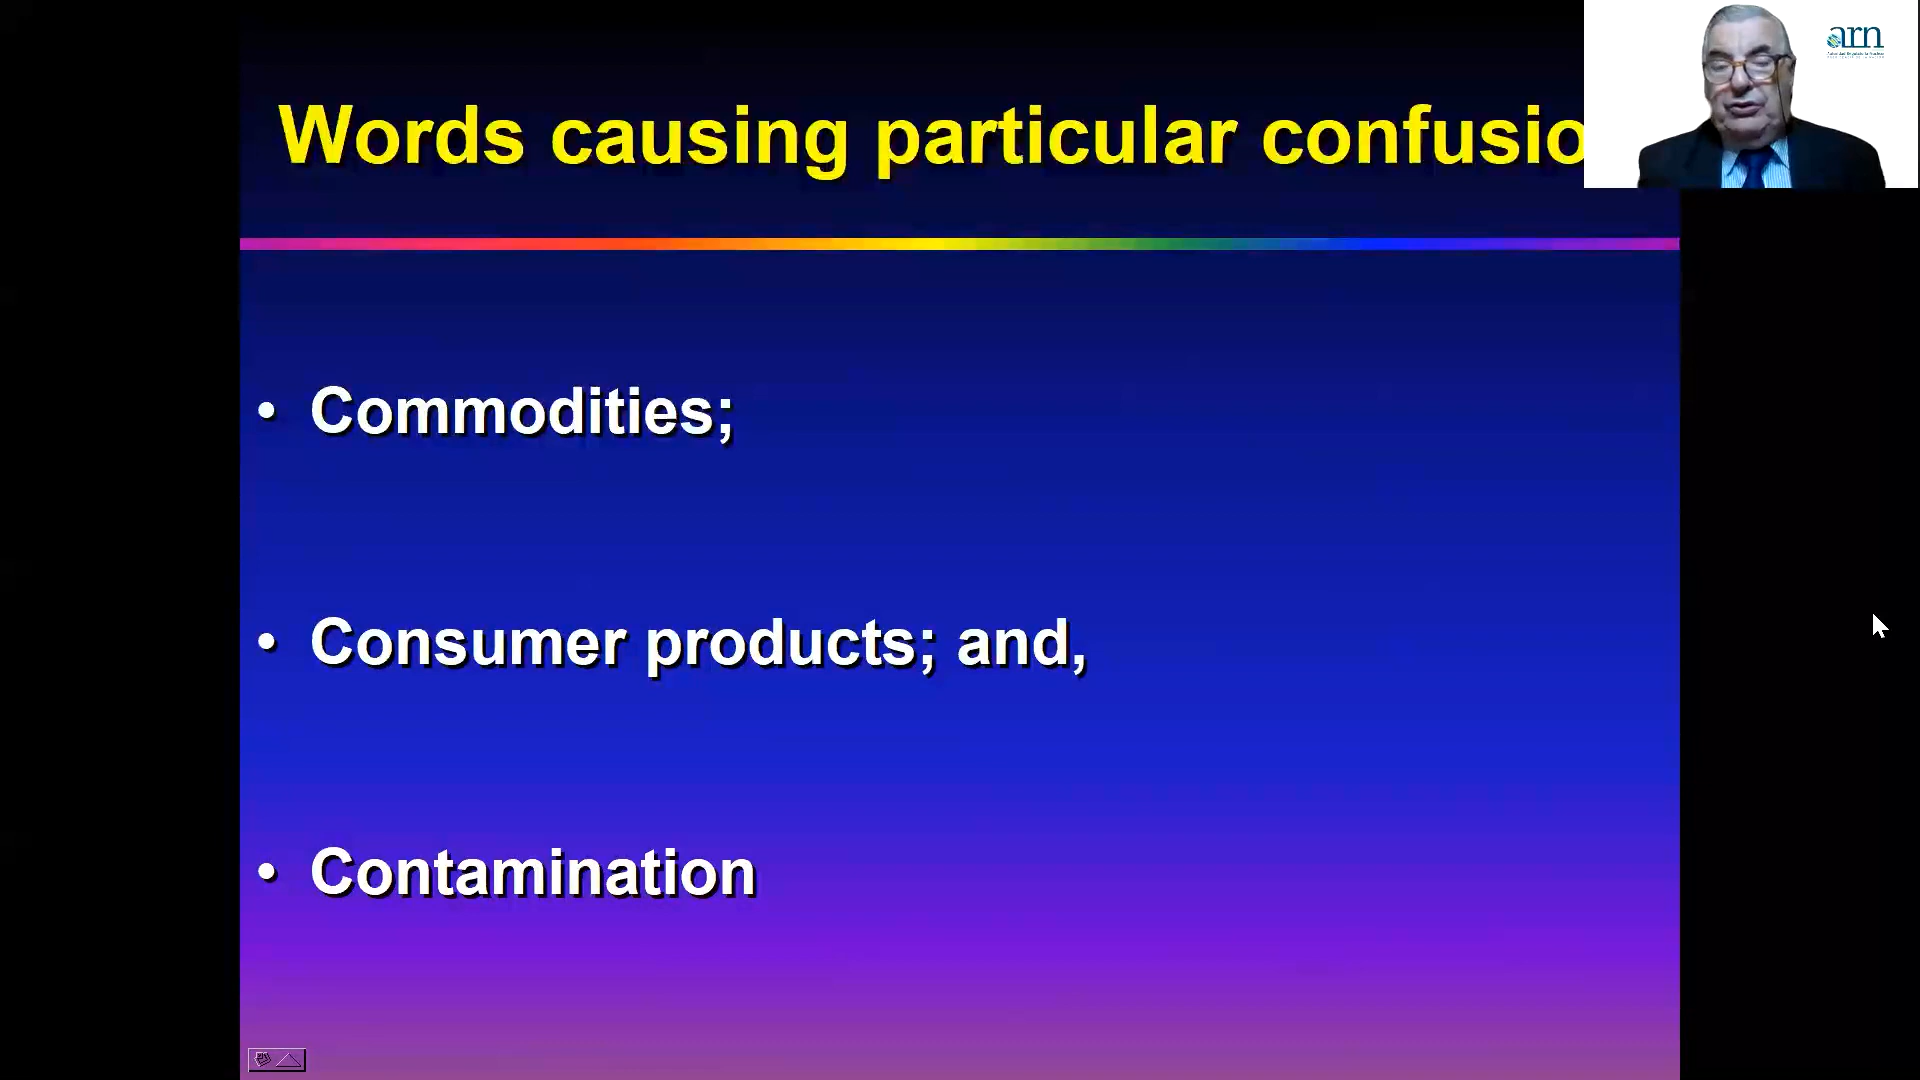 Words causing particular confusio
arn
• Commodities;
• Consumer products; and,
• Contamination